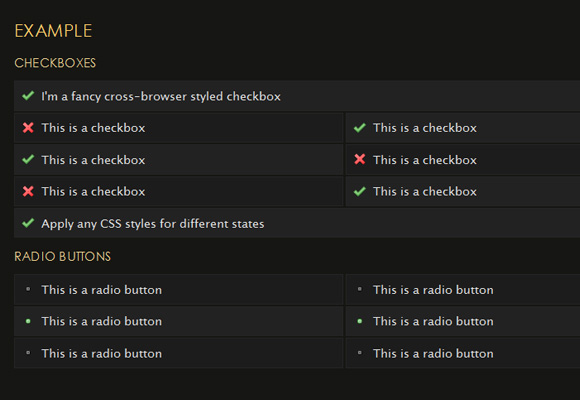 EXAMPLE
CHECKBOXES
I'm a fancy cross-browser styled checkbox
This is a checkbox This is a checkbox
This is a checkbox This is a checkbox
This is a checkbox This is a checkbox
Apply any CSS styles for different states
RADIO BUTTONS
This is a radio button This is a radio button
This is a radio button This is a radio button
This is a radio button This is a radio button